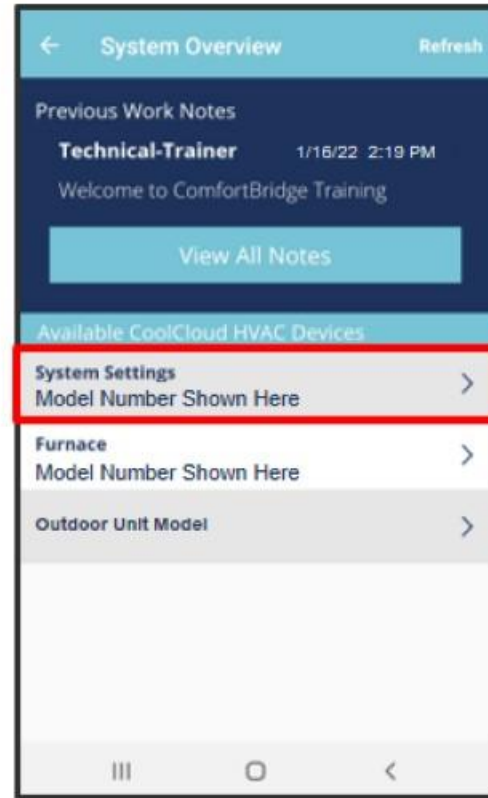 System Overview Refresh
Previous Work Notes
Technical-Trainer 1/16/22 2:19 PM
Welcome to ComfortBridge Training
View All Notes
Available CoolCloud HVAC Devices
System Settings
Model Number Shown Here
Furnace
Model Number Shown Here
Outdoor Unit Model